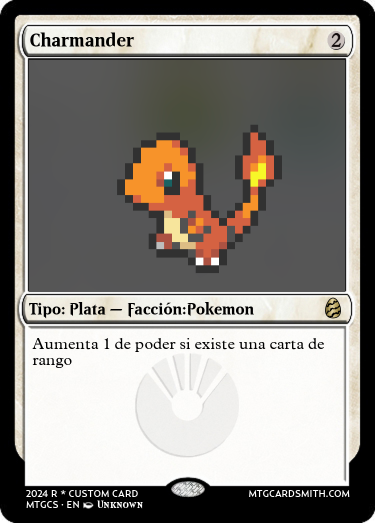 Charmander 2
Tipo: Plata — Facción:Pokemon
Aumenta 1 de poder si existe una carta de
rango
2024 R * CUSTOM CARD
MTGCS · EN Unknown
MTGCARDSMITH.COM